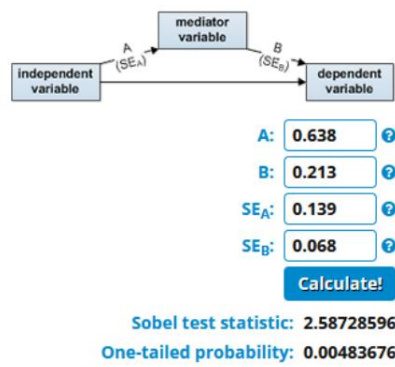 mediator
variable
A
(SEA)
B
(SEB)
independent
variable
dependent
variable
A: 0.638 ?
B: 0.213 ?
SEA: 0.139 ?
SEB: 0.068 ?
Calculate!
Sobel test statistic: 2.58728596
One-tailed probability: 0.00483676